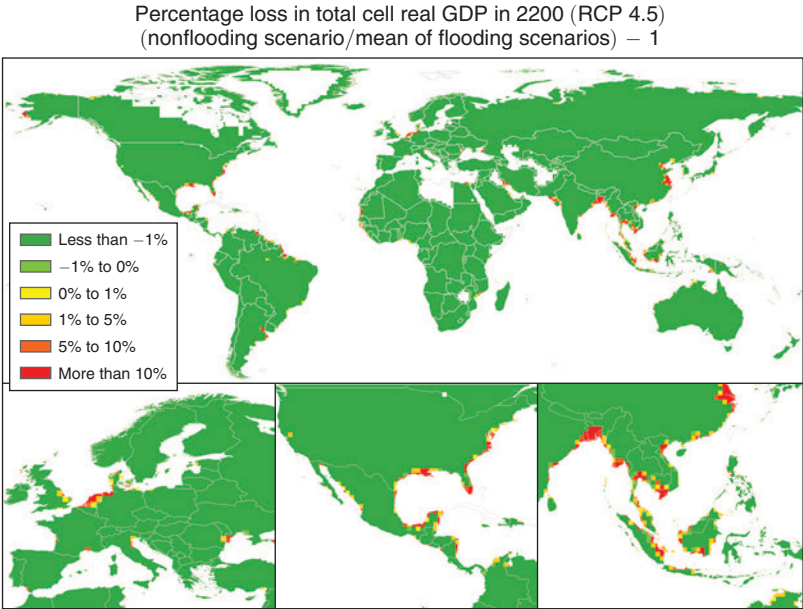 Percentage loss in total cell real GDP in 2200 (RCP 4.5)
(nonflooding scenario/mean of flooding scenarios) − 1
Less than −1%
−1% to 0%
0% to 1%
1% to 5%
5% to 10%
More than 10%